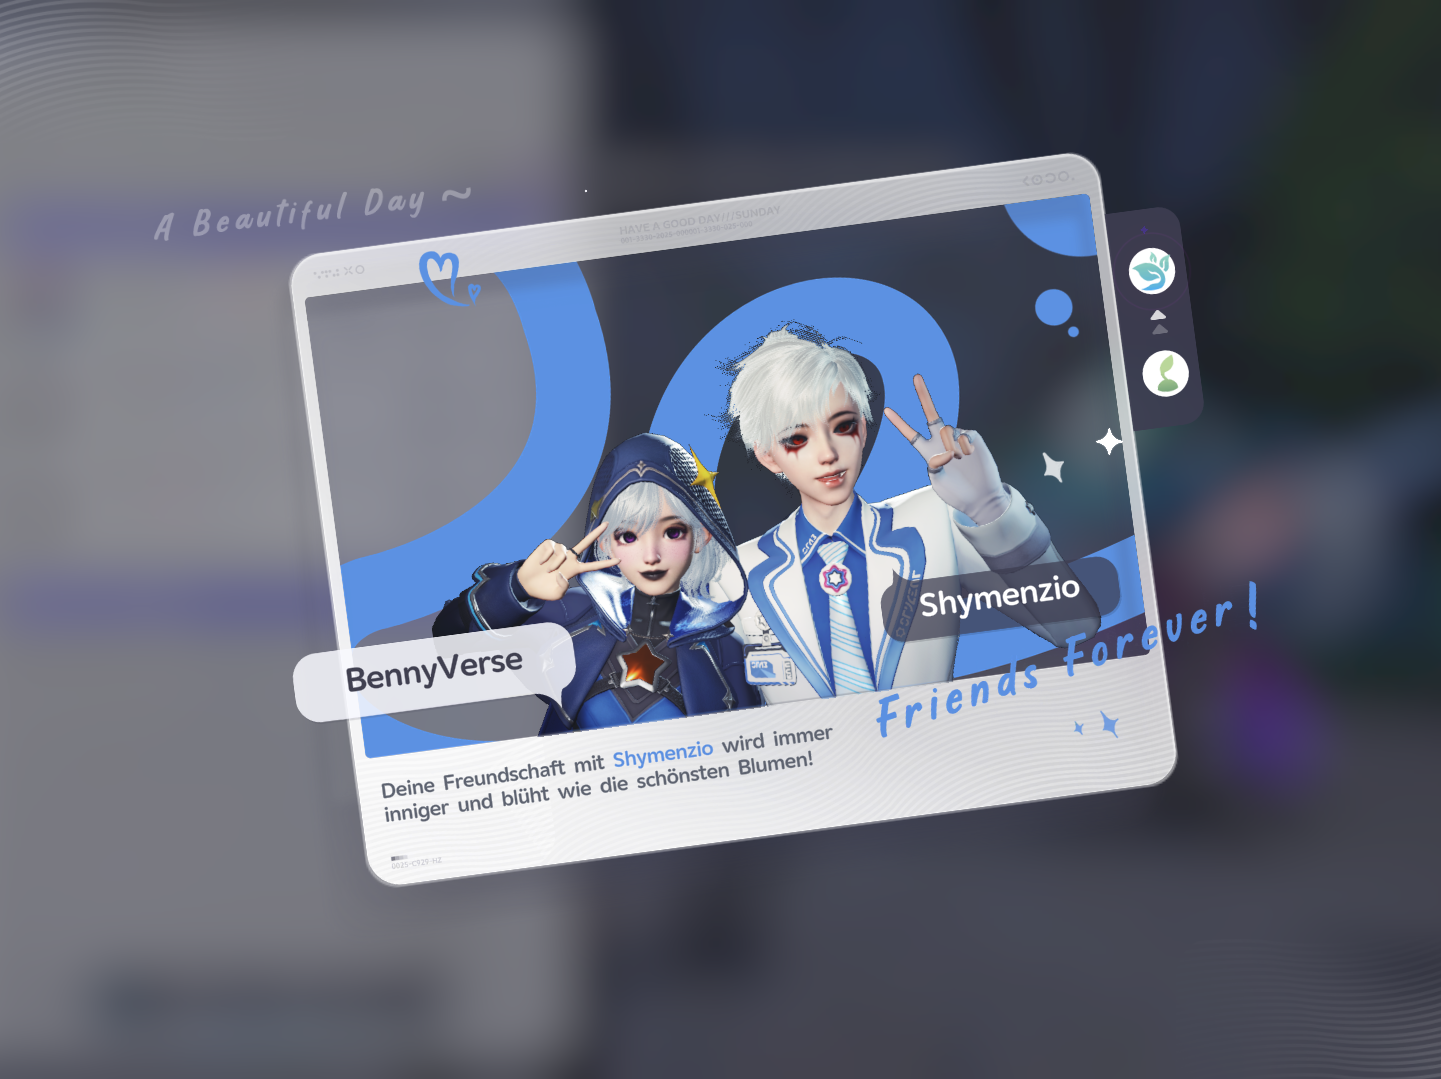 A Beautiful Day ~
HAVE A GOOD DAY///SUNDAY
BennyVerse
Shymenzio
Friends Forever!
Deine Freundschaft mit Shymenzio wird immer
inniger und blüht wie die schönsten Blumen!